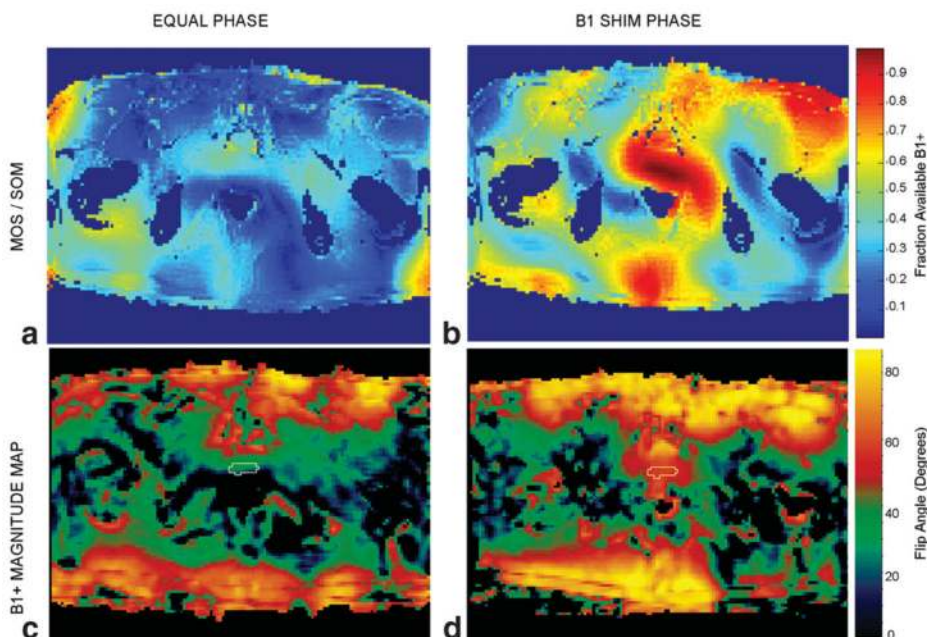 EQUAL PHASE
B1 SHIM PHASE
MOS / SOM
a
b
0.9
0.8
0.7
0.6
0.5
0.4
0.3
0.2
0.1
Fraction Available B1+
B1+ MAGNITUDE MAP
c
d
80
60
40
20
0
Flip Angle (Degrees)